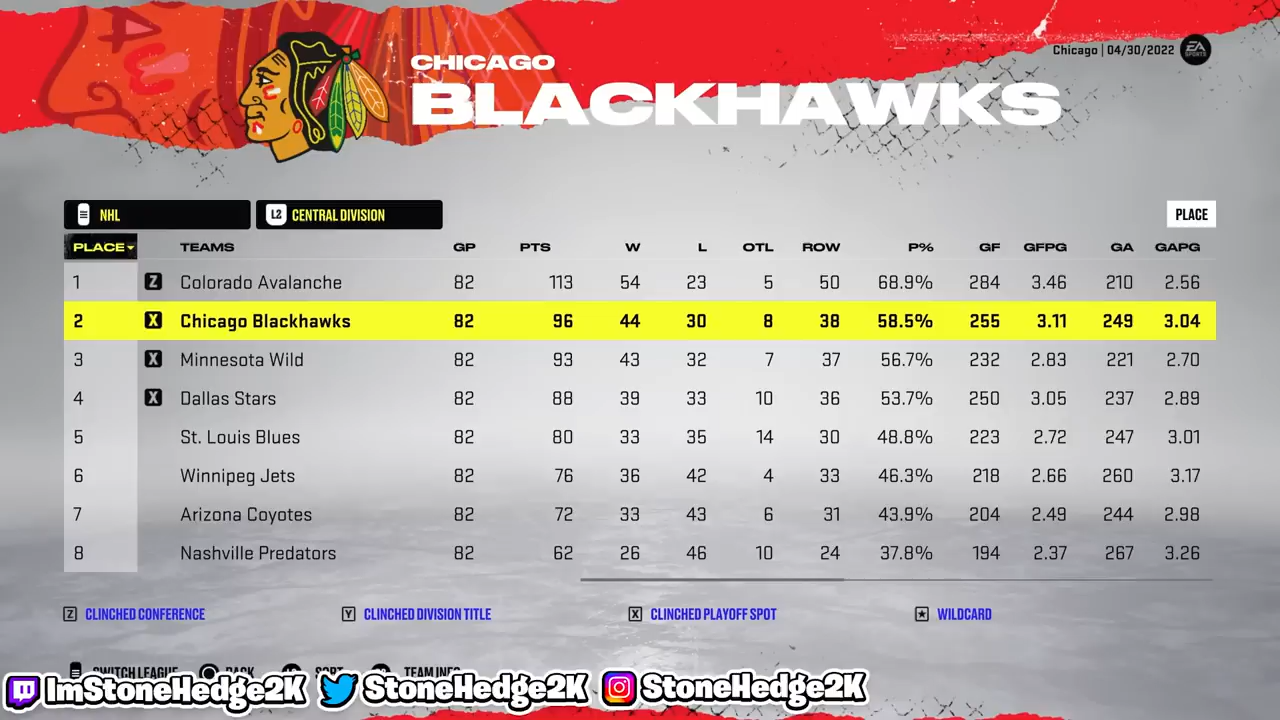 Chicago | 04/30/2022 EA SPORTS
CHICAGO
BLACKHAWKS
NHL L2 CENTRAL DIVISION PLACE
PLACE TEAMS GP PTS W L OTL ROW P% GF GFPG GA GAPG
1 Z Colorado Avalanche 82 113 54 23 5 50 68.9% 284 3.46 210 2.56
2 X Chicago Blackhawks 82 96 44 30 8 38 58.5% 255 3.11 249 3.04
3 X Minnesota Wild 82 93 43 32 7 37 56.7% 232 2.83 221 2.70
4 X Dallas Stars 82 88 39 33 10 36 53.7% 250 3.05 237 2.89
5 St. Louis Blues 82 80 33 35 14 30 48.8% 223 2.72 247 3.01
6 Winnipeg Jets 82 76 36 42 4 33 46.3% 218 2.66 260 3.17
7 Arizona Coyotes 82 72 33 43 6 31 43.9% 204 2.49 244 2.98
8 Nashville Predators 82 62 26 46 10 24 37.8% 194 2.37 267 3.26
Z CLINCHED CONFERENCE Y CLINCHED DIVISION TITLE X CLINCHED PLAYOFF SPOT WILDCARD
SWITCH LEAGUE BACK SORT TEAM INFO
ImStoneHedge2K StoneHedge2K StoneHedge2K